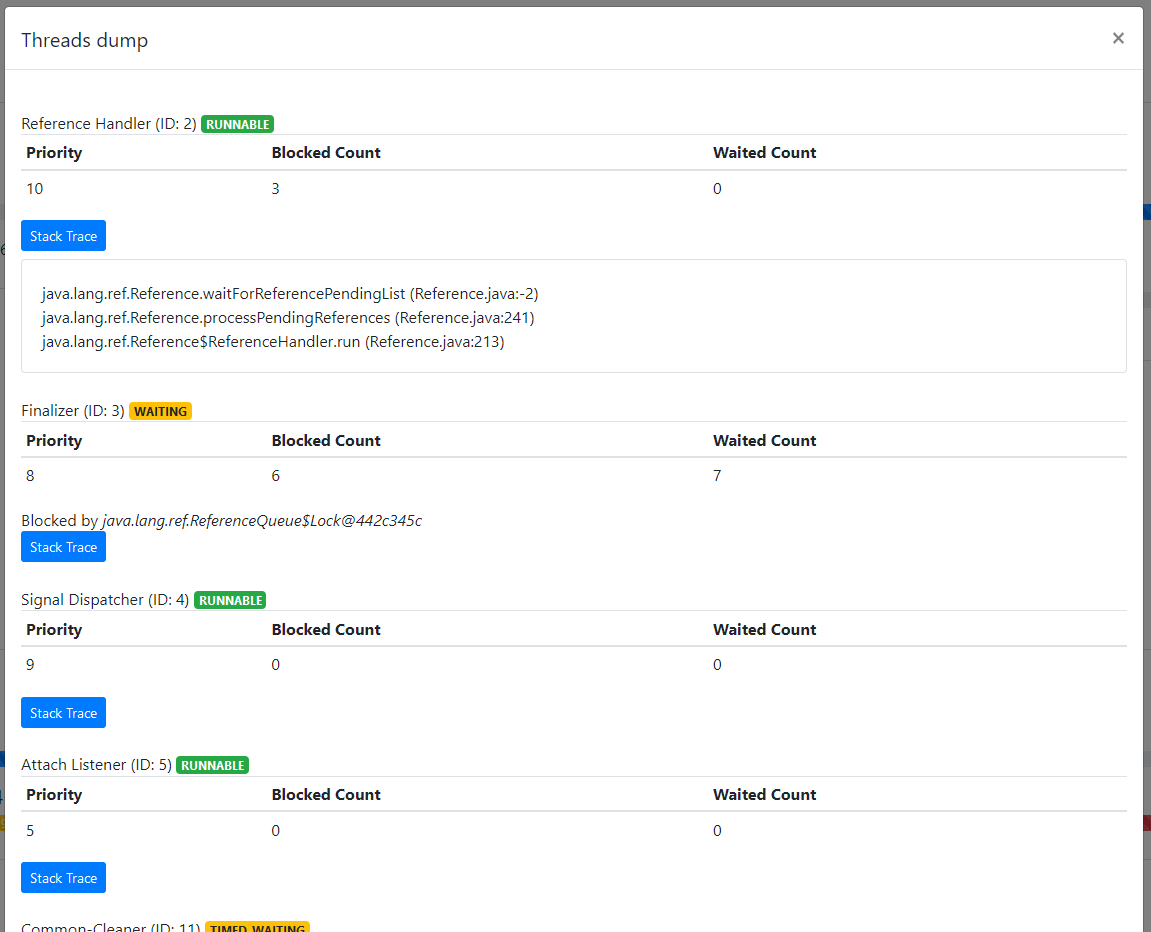 Threads dump
×
Reference Handler (ID: 2) RUNNABLE
Priority Blocked Count Waited Count
10 3 0
Stack Trace
java.lang.ref.Reference.waitForReferencePendingList (Reference.java:-2)
java.lang.ref.Reference.processPendingReferences (Reference.java:241)
java.lang.ref.Reference$ReferenceHandler.run (Reference.java:213)
Finalizer (ID: 3) WAITING
Priority Blocked Count Waited Count
8 6 7
Blocked by java.lang.ref.ReferenceQueue$Lock@442c345c
Stack Trace
Signal Dispatcher (ID: 4) RUNNABLE
Priority Blocked Count Waited Count
9 0 0
Stack Trace
Attach Listener (ID: 5) RUNNABLE
Priority Blocked Count Waited Count
5 0 0
Stack Trace
Common-Cleaner (ID: 11) TIMED_WAITING